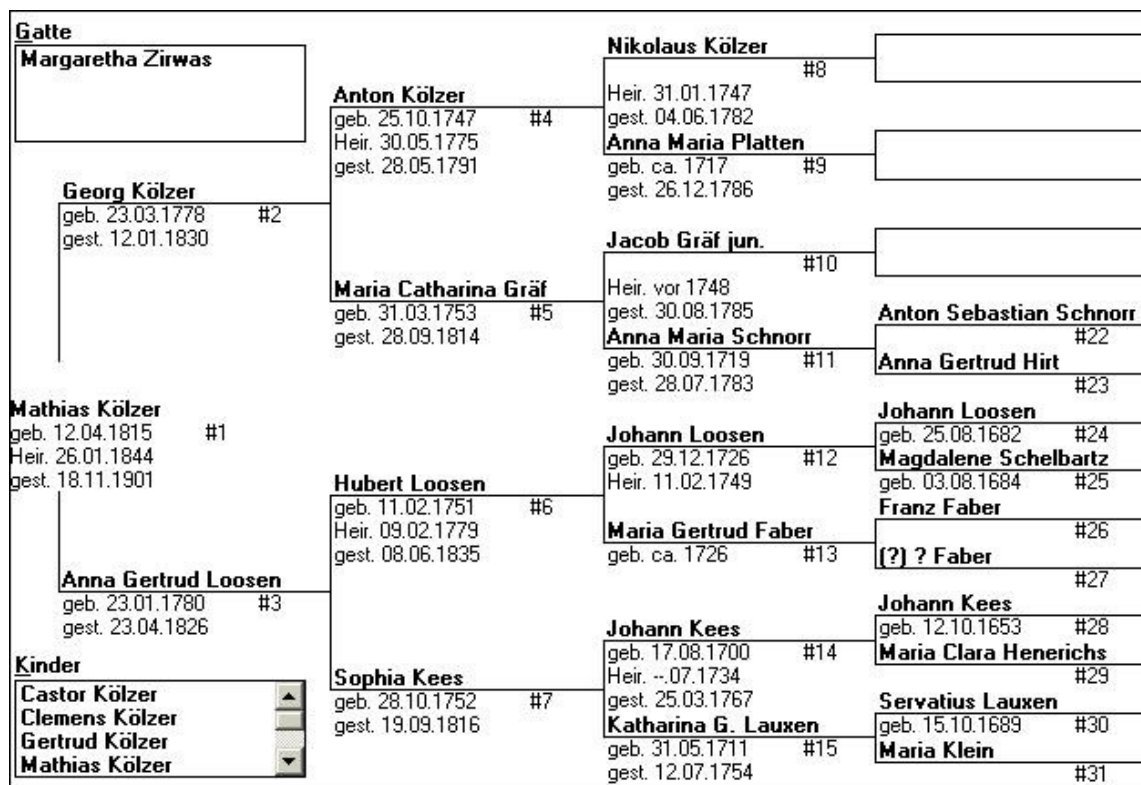 Gatte
Margaretha Zirwas
Georg Kölzer
geb. 23.03.1778 #2
gest. 12.01.1830
Mathias Kölzer
geb. 12.04.1815 #1
Heir. 26.01.1844
gest. 18.11.1901
Anna Gertrud Loosen
geb. 23.01.1780 #3
gest. 23.04.1826
Kinder
Castor Kölzer
Clemens Kölzer
Gertrud Kölzer
Mathias Kölzer
Anton Kölzer
geb. 25.10.1747 #4
Heir. 30.05.1775
gest. 28.05.1791
Maria Catharina Gräf
geb. 31.03.1753 #5
gest. 28.09.1814
Hubert Loosen
geb. 11.02.1751 #6
Heir. 09.02.1779
gest. 08.06.1835
Sophia Kees
geb. 28.10.1752 #7
gest. 19.09.1816
Nikolaus Kölzer
#8
Heir. 31.01.1747
gest. 04.06.1782
Anna Maria Platten
geb. ca. 1717 #9
gest. 26.12.1786
Jacob Gräf jun.
#10
Heir. vor 1748
gest. 30.08.1785
Anna Maria Schnorr
geb. 30.09.1719 #11
gest. 28.07.1783
Johann Loosen
geb. 29.12.1726 #12
Heir. 11.02.1749
Maria Gertrud Faber
geb. ca. 1726 #13
Johann Kees
geb. 17.08.1700 #14
Heir. --.07.1734
gest. 25.03.1767
Katharina G. Lauxen
geb. 31.05.1711 #15
gest. 12.07.1754
Anton Sebastian Schnorr
#22
Anna Gertrud Hirt
#23
Johann Loosen
geb. 25.08.1682 #24
Magdalene Schelbartz
geb. 03.08.1684 #25
Franz Faber
#26
(?) ? Faber
#27
Johann Kees
geb. 12.10.1653 #28
Maria Clara Henerichs
#29
Servatius Lauxen
geb. 15.10.1689 #30
Maria Klein
#31